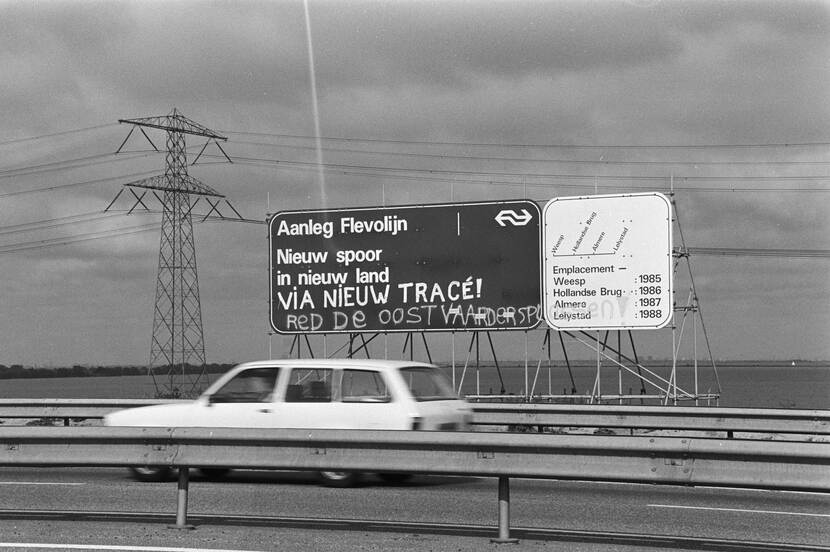 Aanleg Flevolijn
Nieuw spoor
in nieuw land
VIA NIEUW TRACÉ!
RED DE OOSTVAARDERSPLASSEN!
Weesp
Hollandse Brug
Almere
Lelystad
Emplacement –
Weesp : 1985
Hollandse Brug : 1986
Almere : 1987
Lelystad : 1988